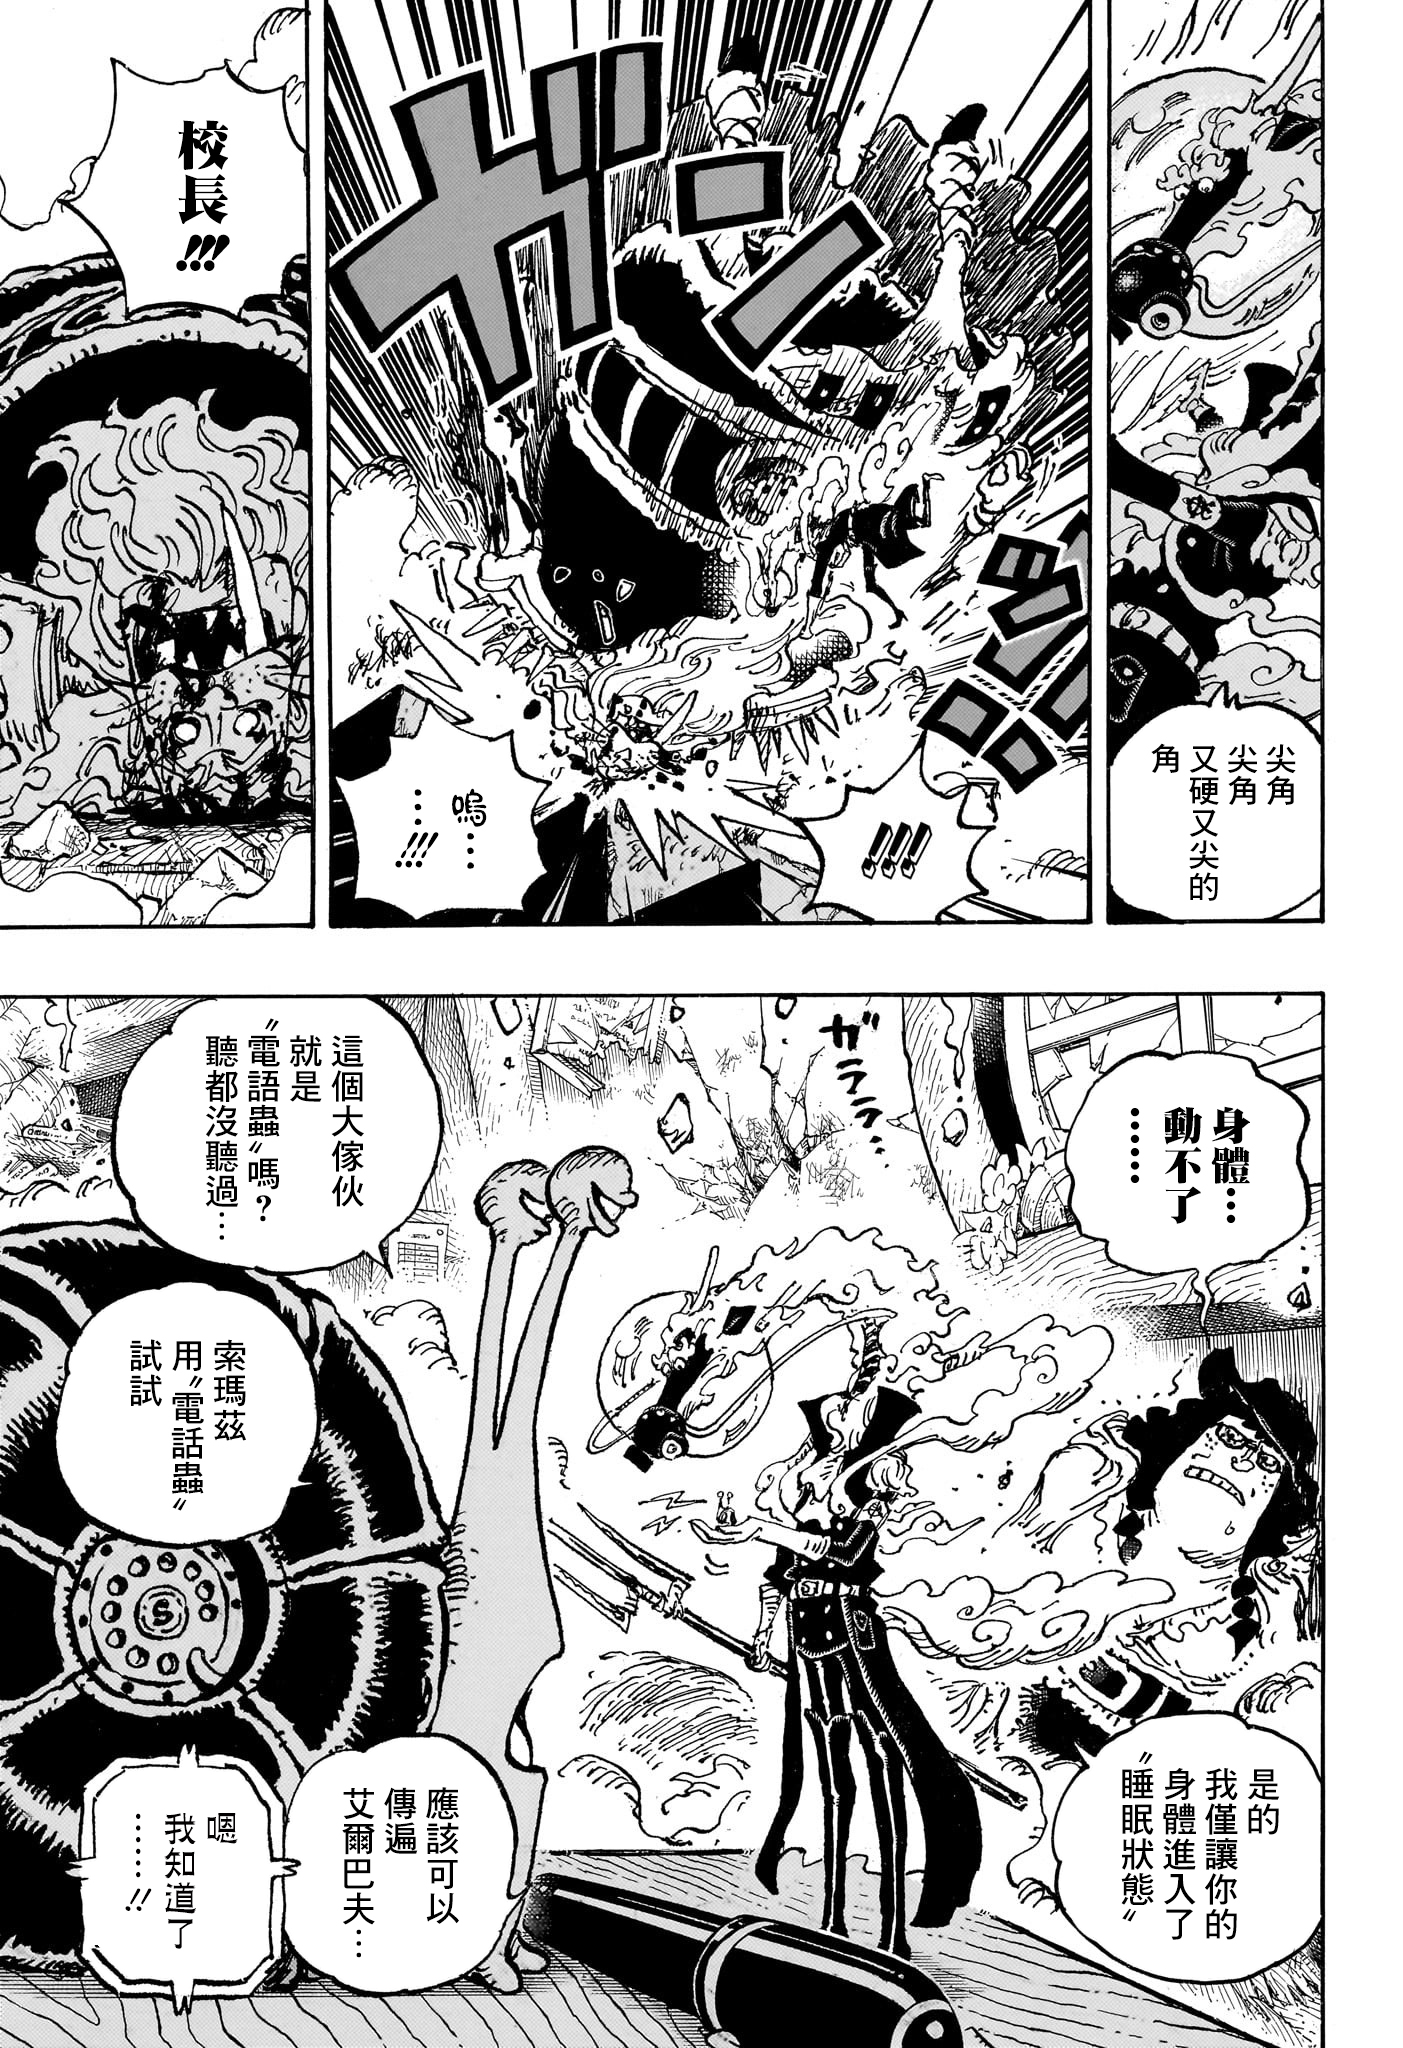 尖角
尖角
又硬又尖的
角
ガン
!!!!
嗚…
…!!!
校長!!!
身體…
動不了
……
ガラララ…
這個大傢伙
就是
〝電語蟲〞嗎?
聽都沒聽過…
索瑪茲
用〝電話蟲〞
試試
S
51
是的
我僅讓你的
身體進入了
〝睡眠狀態〞
應該可以
傳遍
艾爾巴夫…
嗯
我知道了
……!!